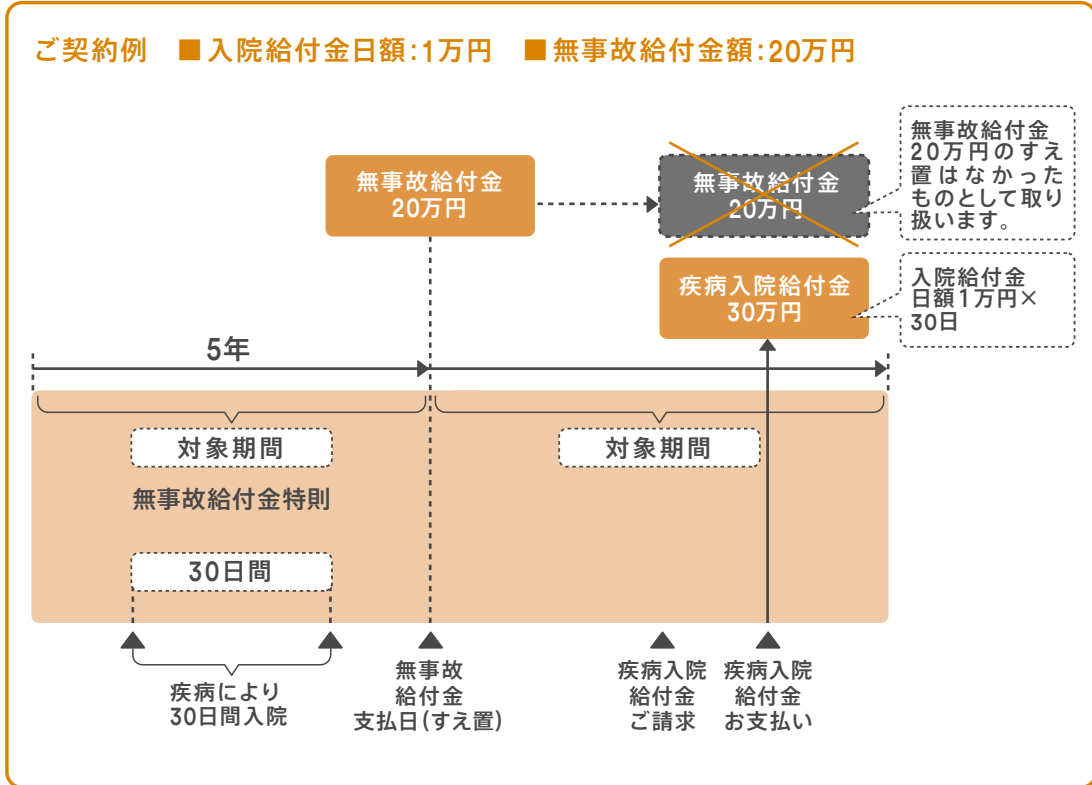 ご契約例 ■入院給付金日額:1万円 ■無事故給付金額:20万円
無事故給付金
20万円
無事故給付金
20万円
無事故給付金
20万円のすえ
置はなかった
ものとして取り
扱います。
疾病入院給付金
30万円
入院給付金
日額1万円×
30日
5年
対象期間
対象期間
無事故給付金特則
30日間
疾病により
30日間入院
無事故
給付金
支払日(すえ置)
疾病入院
給付金
ご請求
疾病入院
給付金
お支払い